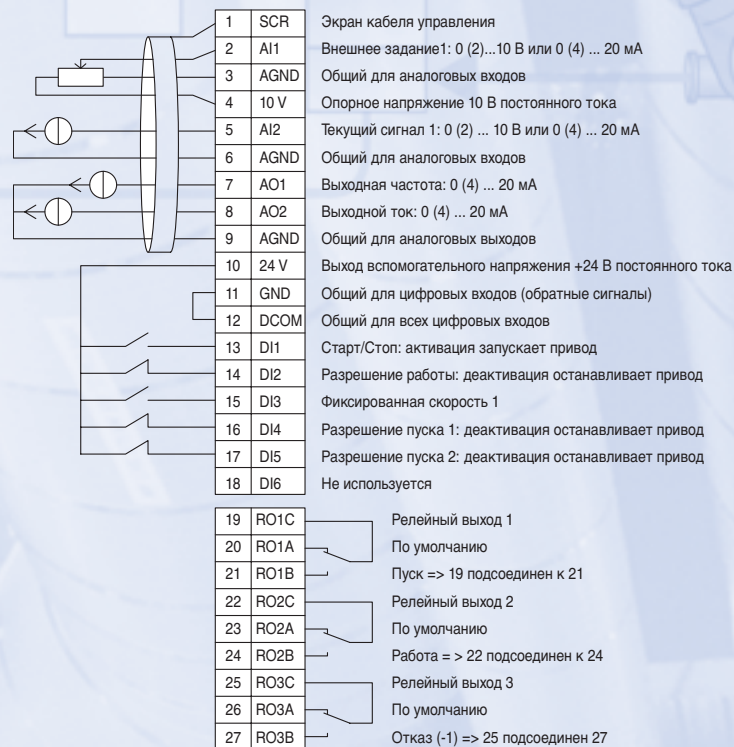 1 SCR Экран кабеля управления
2 AI1 Внешнее задание1: 0 (2)...10 В или 0 (4) ... 20 мА
3 AGND Общий для аналоговых входов
4 10 V Опорное напряжение 10 В постоянного тока
5 AI2 Текущий сигнал 1: 0 (2) ... 10 В или 0 (4) ... 20 мА
6 AGND Общий для аналоговых входов
7 AO1 Выходная частота: 0 (4) ... 20 мА
8 AO2 Выходной ток: 0 (4) ... 20 мА
9 AGND Общий для аналоговых выходов
10 24 V Выход вспомогательного напряжения +24 В постоянного тока
11 GND Общий для цифровых входов (обратные сигналы)
12 DCOM Общий для всех цифровых входов
13 DI1 Старт/Стоп: активация запускает привод
14 DI2 Разрешение работы: деактивация останавливает привод
15 DI3 Фиксированная скорость 1
16 DI4 Разрешение пуска 1: деактивация останавливает привод
17 DI5 Разрешение пуска 2: деактивация останавливает привод
18 DI6 Не используется
19 RO1C Релейный выход 1
20 RO1A По умолчанию
21 RO1B Пуск => 19 подсоединен к 21
22 RO2C Релейный выход 2
23 RO2A По умолчанию
24 RO2B Работа = > 22 подсоединен к 24
25 RO3C Релейный выход 3
26 RO3A По умолчанию
27 RO3B Отказ (-1) => 25 подсоединен 27